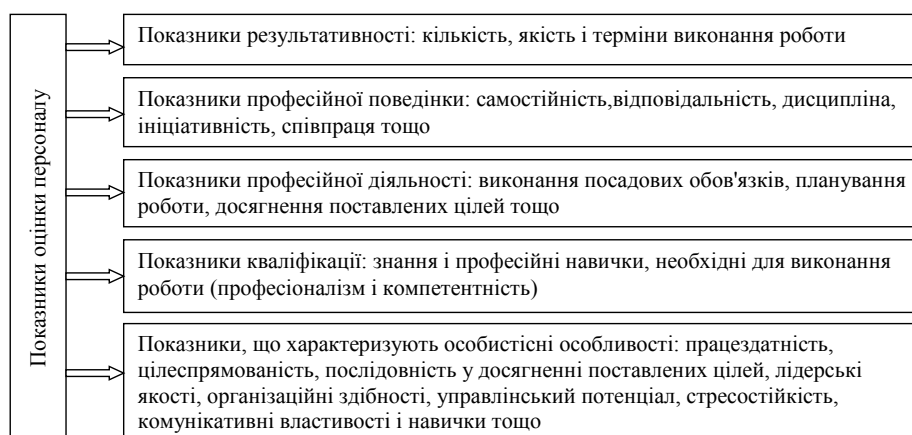 Показники оцінки персоналу
Показники результативності: кількість, якість і терміни виконання роботи
Показники професійної поведінки: самостійність,відповідальність, дисципліна,
ініціативність, співпраця тощо
Показники професійної діяльності: виконання посадових обов'язків, планування
роботи, досягнення поставлених цілей тощо
Показники кваліфікації: знання і професійні навички, необхідні для виконання
роботи (професіоналізм і компетентність)
Показники, що характеризують особистісні особливості: працездатність,
цілеспрямованість, послідовність у досягненні поставлених цілей, лідерські
якості, організаційні здібності, управлінський потенціал, стресостійкість,
комунікативні властивості і навички тощо